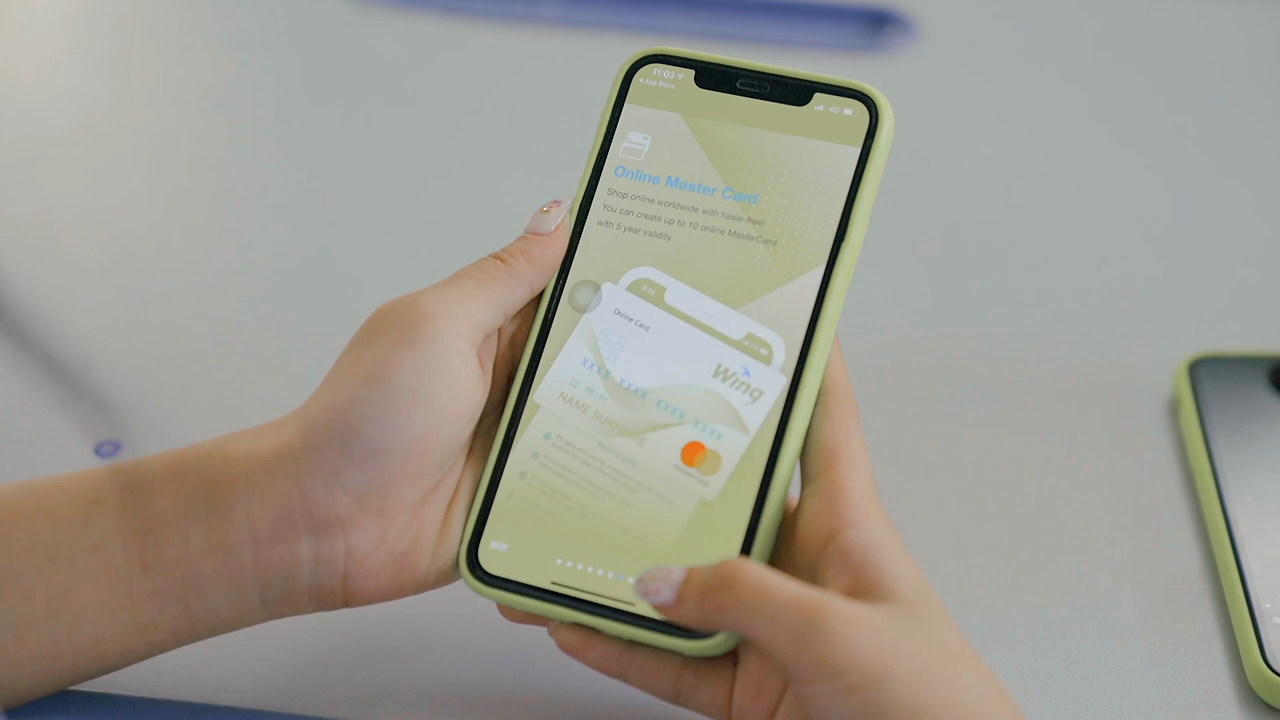 11:03
App Store
4G
Online Master Card
Shop online worldwide with hasle-free!
You can create up to 10 online MasterCard
with 5 year validity.
Online Card
Wing
XXXX XXXX XXXX XXXX
NAME SURNAME
mastercard
SKIP